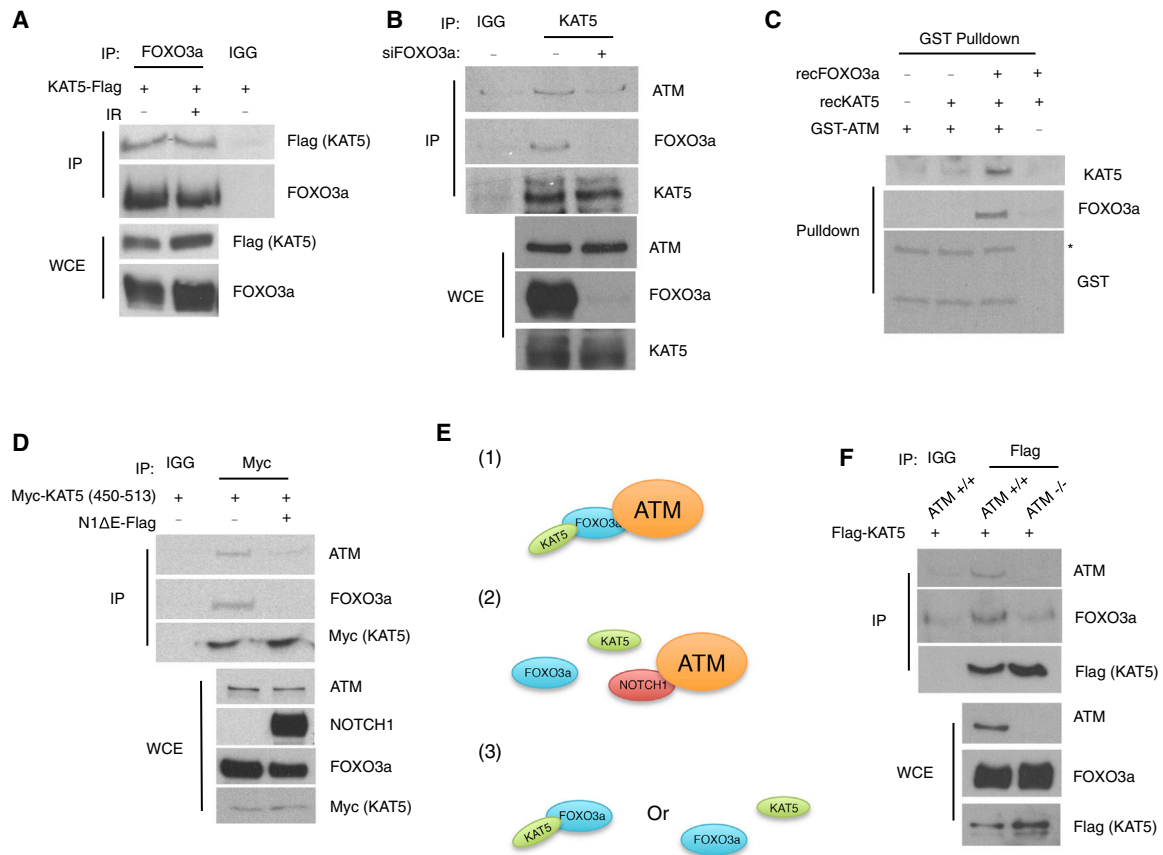 A
IP: FOXO3a IGG
KAT5-Flag + + +
IR – + –
IP
Flag (KAT5)
FOXO3a
WCE
Flag (KAT5)
FOXO3a
B
IP: IGG KAT5
siFOXO3a: – – +
IP
ATM
FOXO3a
KAT5
WCE
ATM
FOXO3a
KAT5
C
GST Pulldown
recFOXO3a – – + +
recKAT5 – + + +
GST-ATM + + + –
Pulldown
KAT5
FOXO3a
*
GST
D
IP: IGG Myc
Myc-KAT5 (450-513) + + +
N1ΔE-Flag – – +
IP
ATM
FOXO3a
Myc (KAT5)
WCE
ATM
NOTCH1
FOXO3a
Myc (KAT5)
E
(1)
KAT5 FOXO3a ATM
(2)
KAT5
FOXO3a NOTCH1 ATM
(3)
KAT5 FOXO3a Or FOXO3a KAT5
F
IP: IGG Flag
ATM +/+ ATM +/+ ATM -/-
Flag-KAT5 + + +
IP
ATM
FOXO3a
Flag (KAT5)
WCE
ATM
FOXO3a
Flag (KAT5)